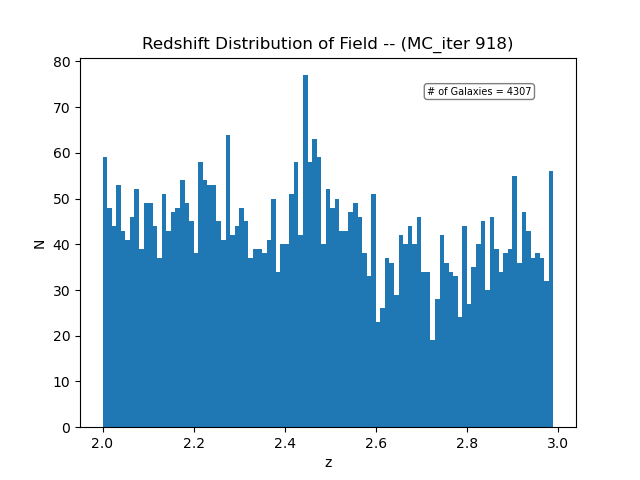 Redshift Distribution of Field -- (MC_iter 918)
# of Galaxies = 4307
80
70
60
50
40
30
20
10
0
N
2.0 2.2 2.4 2.6 2.8 3.0
z